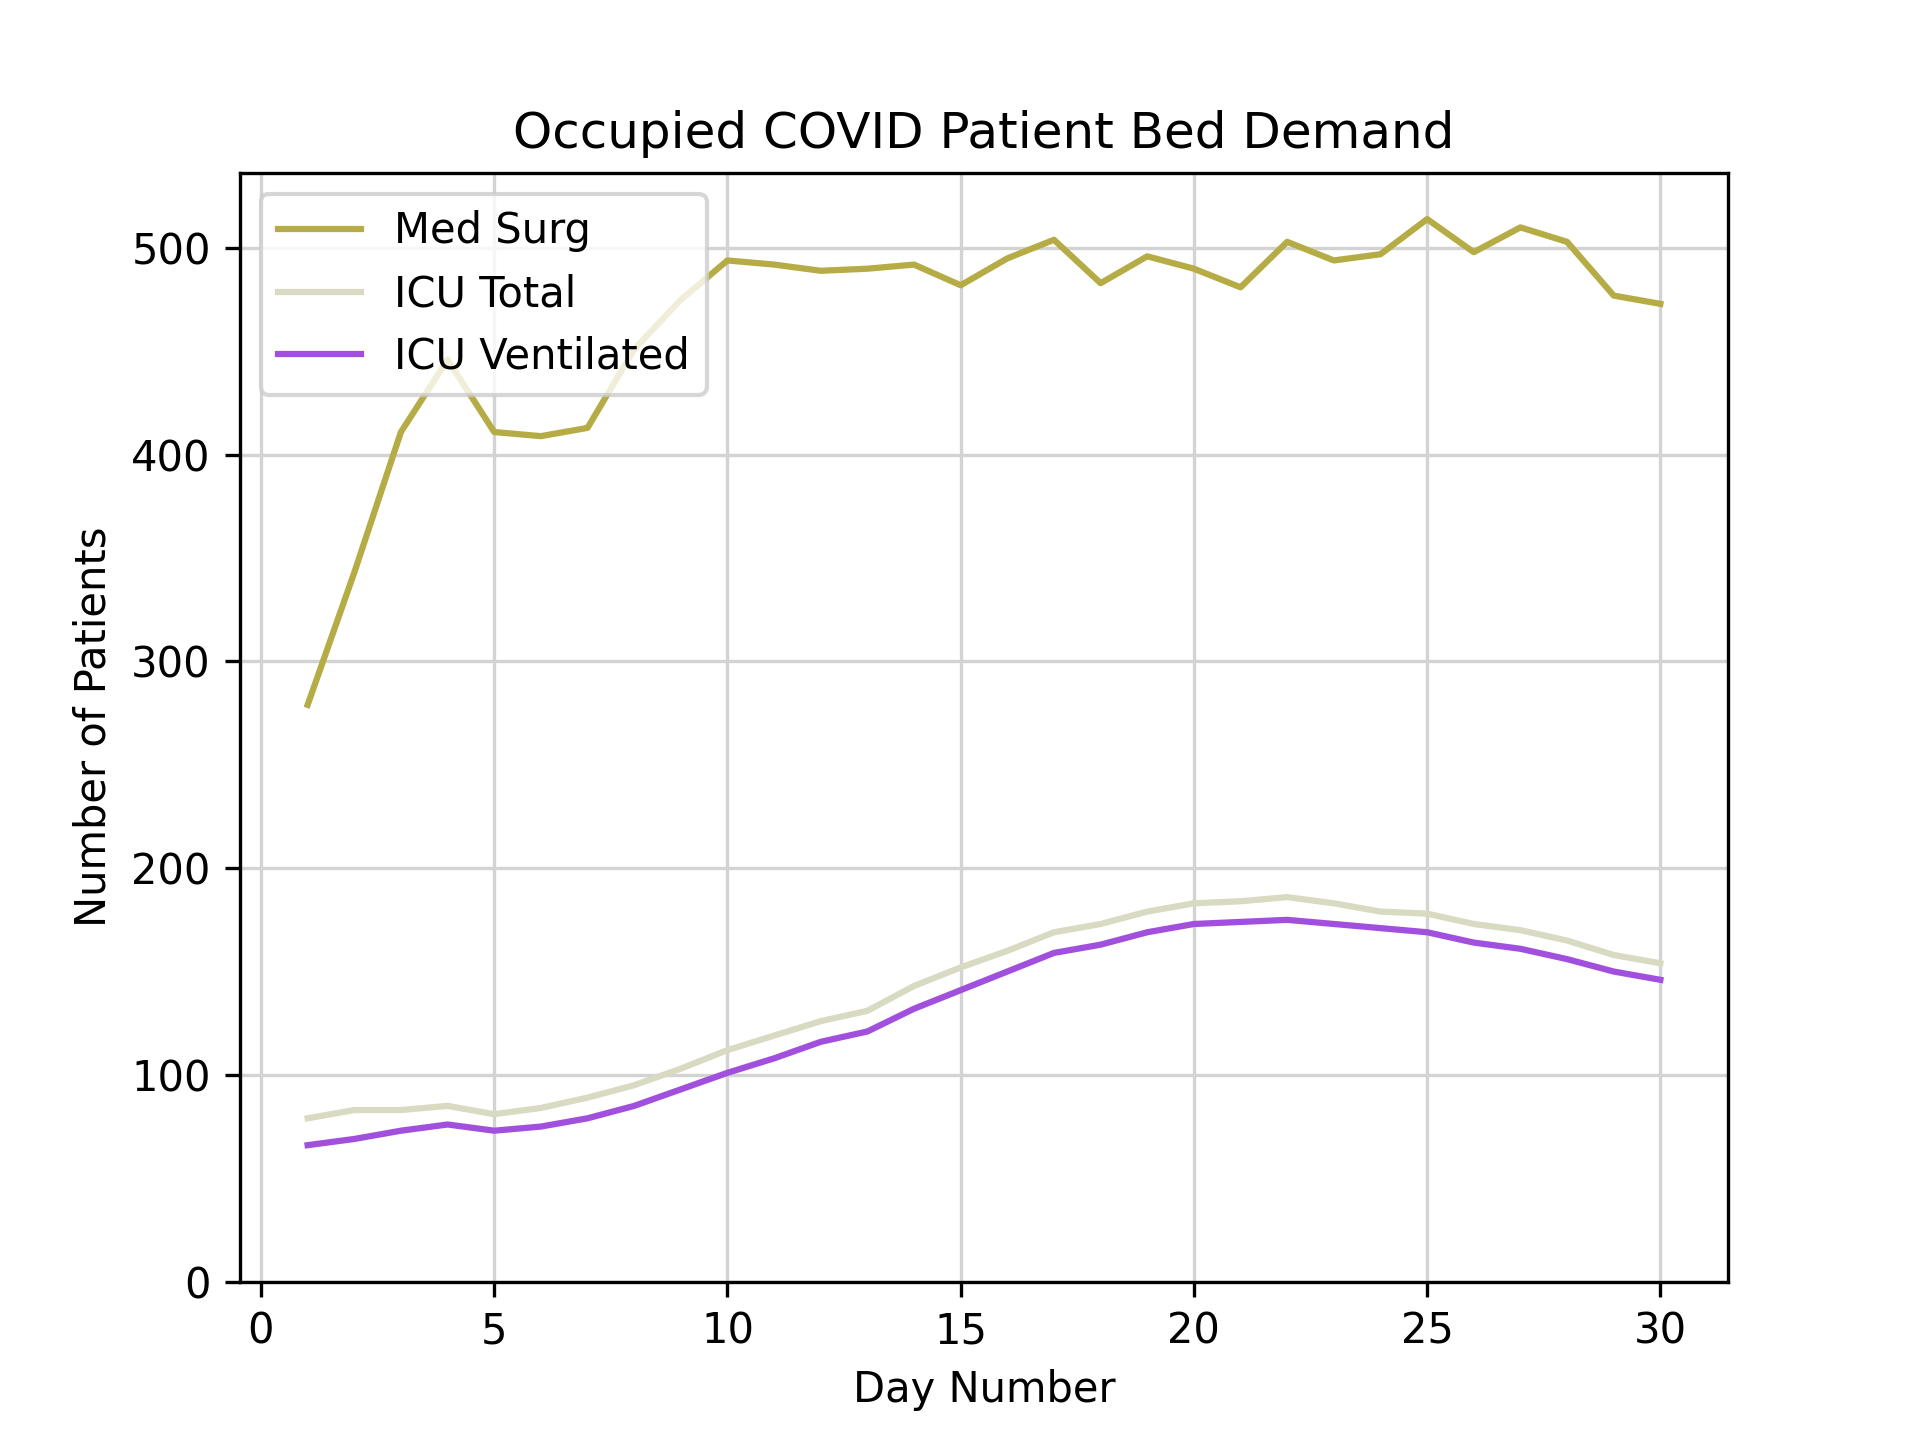 Occupied COVID Patient Bed Demand
Med Surg
ICU Total
ICU Ventilated
500
400
300
200
100
0
Number of Patients
0 5 10 15 20 25 30
Day Number